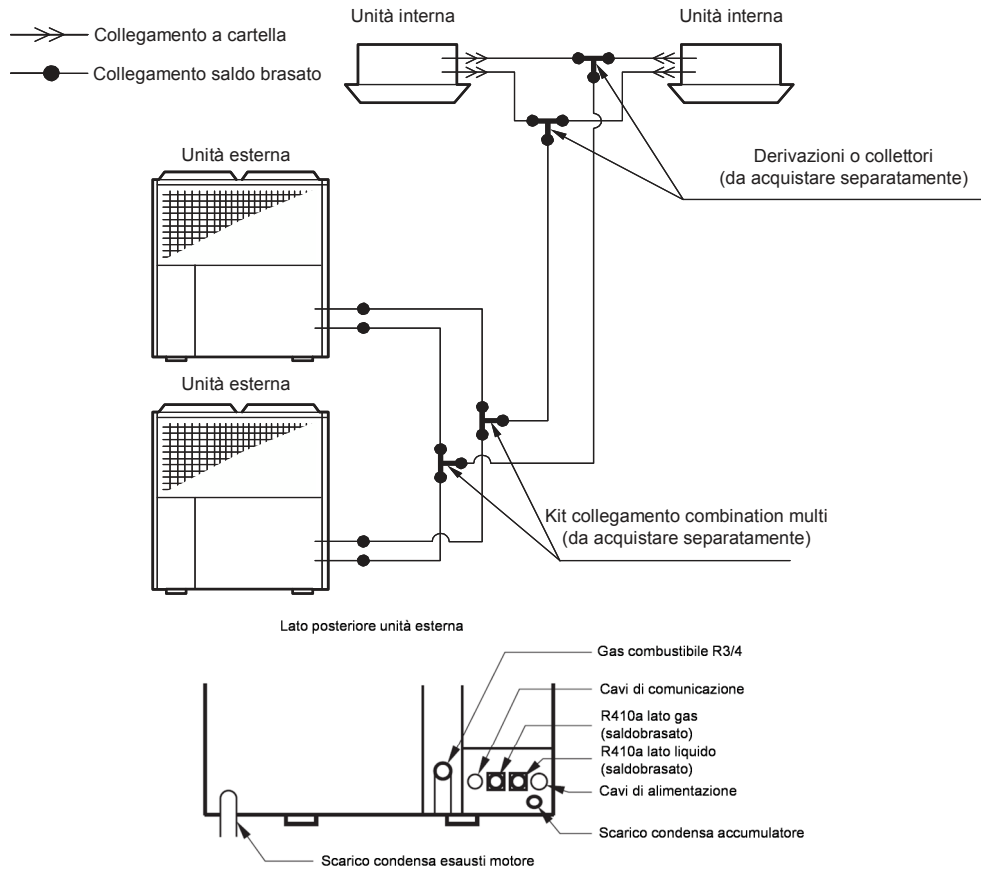 Unità interna
Unità interna
Collegamento a cartella
Collegamento saldo brasato
Derivazioni o collettori
(da acquistare separatamente)
Unità esterna
Unità esterna
Kit collegamento combination multi
(da acquistare separatamente)
Lato posteriore unità esterna
Gas combustibile R3/4
Cavi di comunicazione
R410a lato gas
(saldobrasato)
R410a lato liquido
(saldobrasato)
Cavi di alimentazione
Scarico condensa accumulatore
Scarico condensa esausti motore